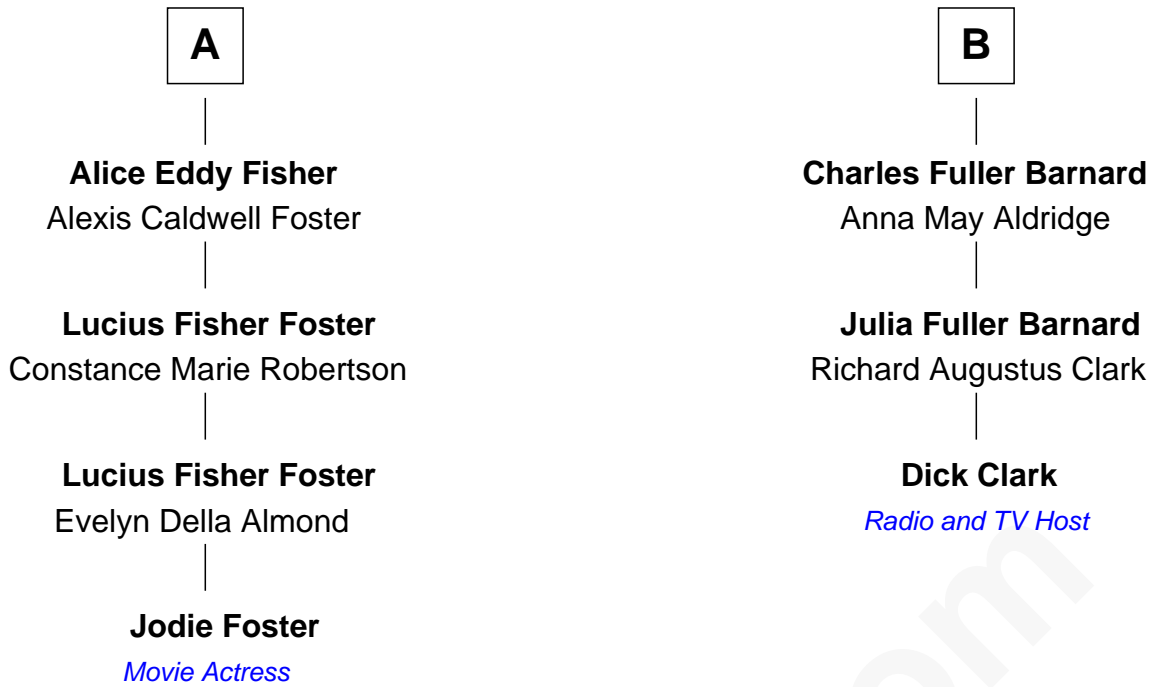 A
Alice Eddy Fisher
Alexis Caldwell Foster
Lucius Fisher Foster
Constance Marie Robertson
Lucius Fisher Foster
Evelyn Della Almond
Jodie Foster
Movie Actress
B
Charles Fuller Barnard
Anna May Aldridge
Julia Fuller Barnard
Richard Augustus Clark
Dick Clark
Radio and TV Host
om